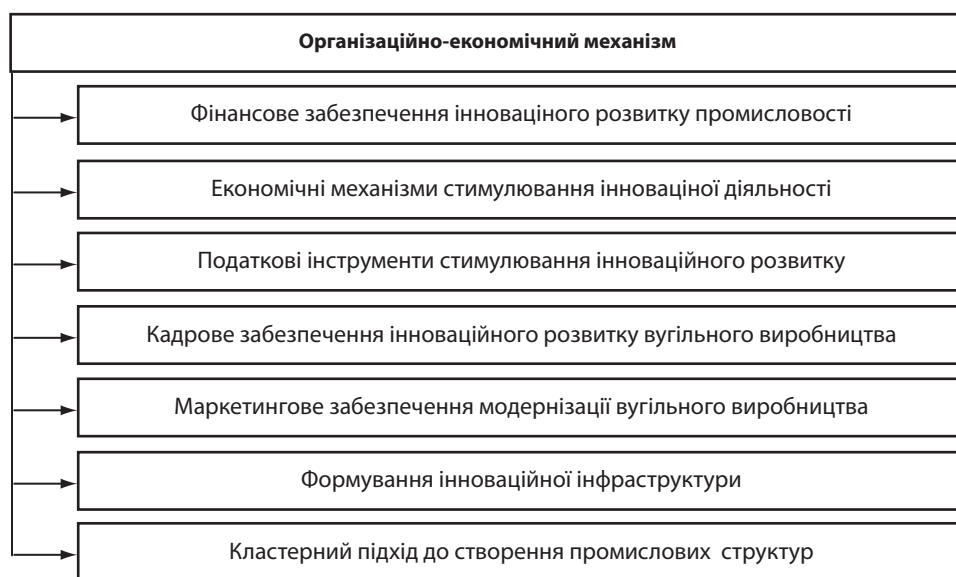 Організаційно-економічний механізм
Фінансове забезпечення інноваціного розвитку промисловості
Економічні механізми стимулювання інноваціної діяльності
Податкові інструменти стимулювання інноваційного розвитку
Кадрове забезпечення інноваційного розвитку вугільного виробництва
Маркетингове забезпечення модернізації вугільного виробництва
Формування інноваційної інфраструктури
Кластерний підхід до створення промислових структур